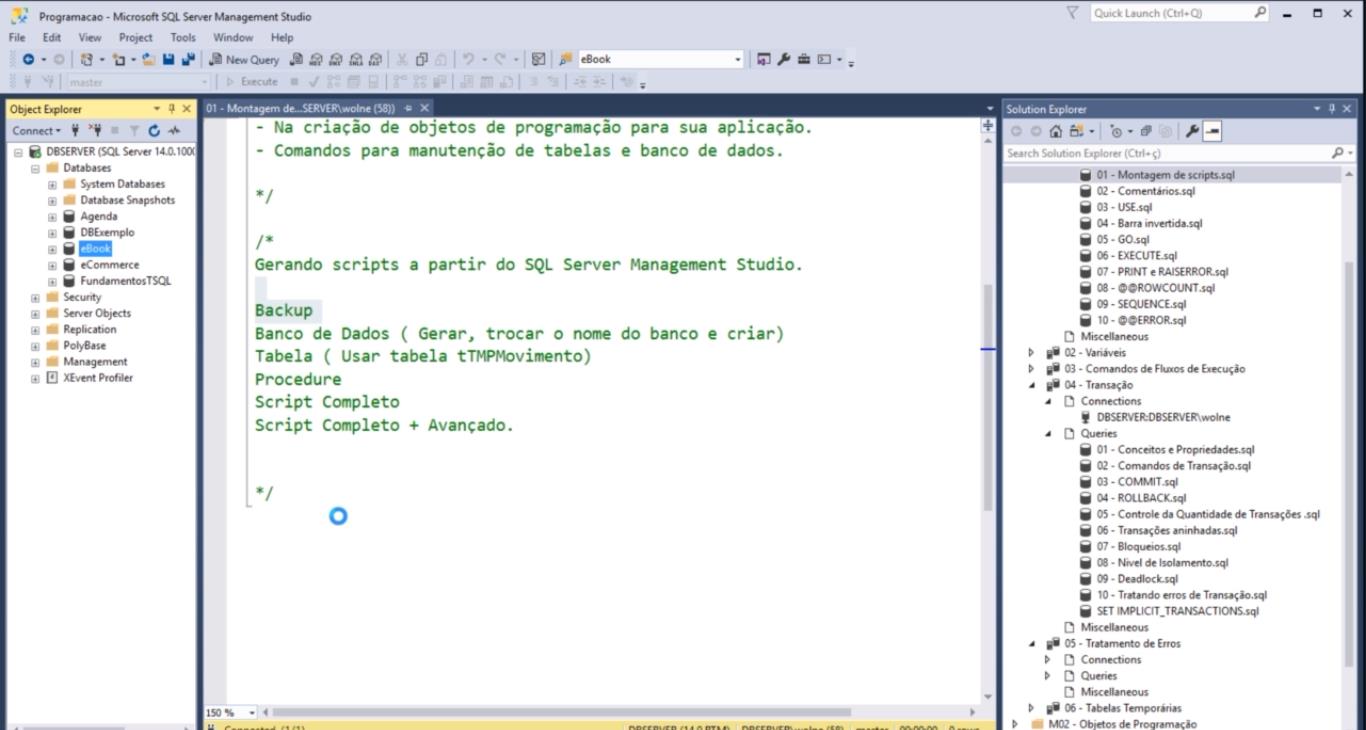 Programacao - Microsoft SQL Server Management Studio
Quick Launch (Ctrl+Q)
File Edit View Project Tools Window Help
New Query
eBook
master
Execute
Object Explorer
Connect
DBSERVER (SQL Server 14.0.1000
Databases
System Databases
Database Snapshots
Agenda
DBExemplo
eBook
eCommerce
FundamentosTSQL
Security
Server Objects
Replication
PolyBase
Management
XEvent Profiler
01 - Montagem de...SERVER\wolne (58))
- Na criação de objetos de programação para sua aplicação.
- Comandos para manutenção de tabelas e banco de dados.
*/
/*
Gerando scripts a partir do SQL Server Management Studio.
Backup
Banco de Dados ( Gerar, trocar o nome do banco e criar)
Tabela ( Usar tabela tTMPMovimento)
Procedure
Script Completo
Script Completo + Avançado.
*/
150 %
Connected. (1/1)
DBSERVER (14.0 RTM)
DBSERVER\wolne (58)
master
00:00:00
0 rows
Solution Explorer
Search Solution Explorer (Ctrl+ç)
01 - Montagem de scripts.sql
02 - Comentários.sql
03 - USE.sql
04 - Barra invertida.sql
05 - GO.sql
06 - EXECUTE.sql
07 - PRINT e RAISERROR.sql
08 - @@ROWCOUNT.sql
09 - SEQUENCE.sql
10 - @@ERROR.sql
Miscellaneous
02 - Variáveis
03 - Comandos de Fluxos de Execução
04 - Transação
Connections
DBSERVER:DBSERVER\wolne
Queries
01 - Conceitos e Propriedades.sql
02 - Comandos de Transação.sql
03 - COMMIT.sql
04 - ROLLBACK.sql
05 - Controle da Quantidade de Transações .sql
06 - Transações aninhadas.sql
07 - Bloqueios.sql
08 - Nivel de Isolamento.sql
09 - Deadlock.sql
10 - Tratando erros de Transação.sql
SET IMPLICIT_TRANSACTIONS.sql
Miscellaneous
05 - Tratamento de Erros
Connections
Queries
Miscellaneous
06 - Tabelas Temporárias
M02 - Objetos de Programação